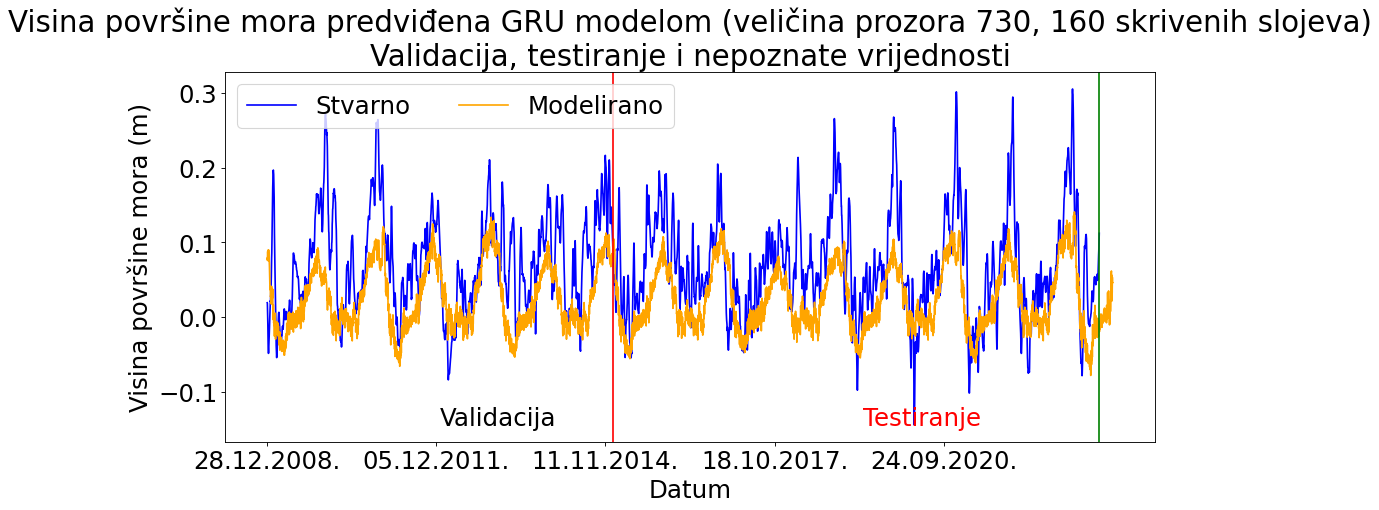 Visina površine mora predviđena GRU modelom (veličina prozora 730, 160 skrivenih slojeva)
Validacija, testiranje i nepoznate vrijednosti
Stvarno
Modelirano
Visina površine mora (m)
0.3
0.2
0.1
0.0
−0.1
Validacija
Testiranje
28.12.2008.
05.12.2011.
11.11.2014.
18.10.2017.
24.09.2020.
Datum